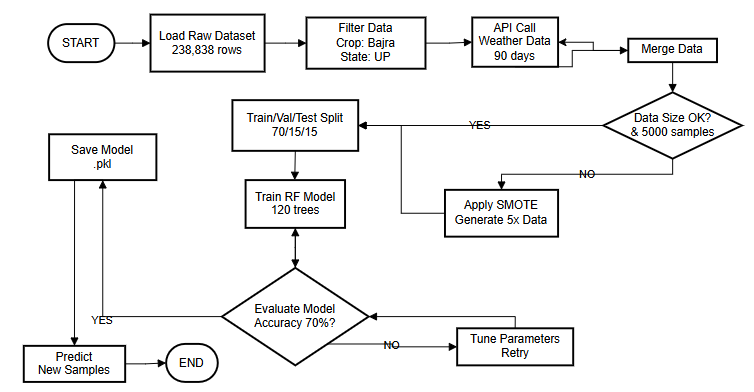 START
Load Raw Dataset
238,838 rows
Filter Data
Crop: Bajra
State: UP
API Call
Weather Data
90 days
Merge Data
Data Size OK?
& 5000 samples
YES
NO
Train/Val/Test Split
70/15/15
Apply SMOTE
Generate 5x Data
Train RF Model
120 trees
Evaluate Model
Accuracy 70%?
NO
Tune Parameters
Retry
YES
Save Model
.pkl
Predict
New Samples
END